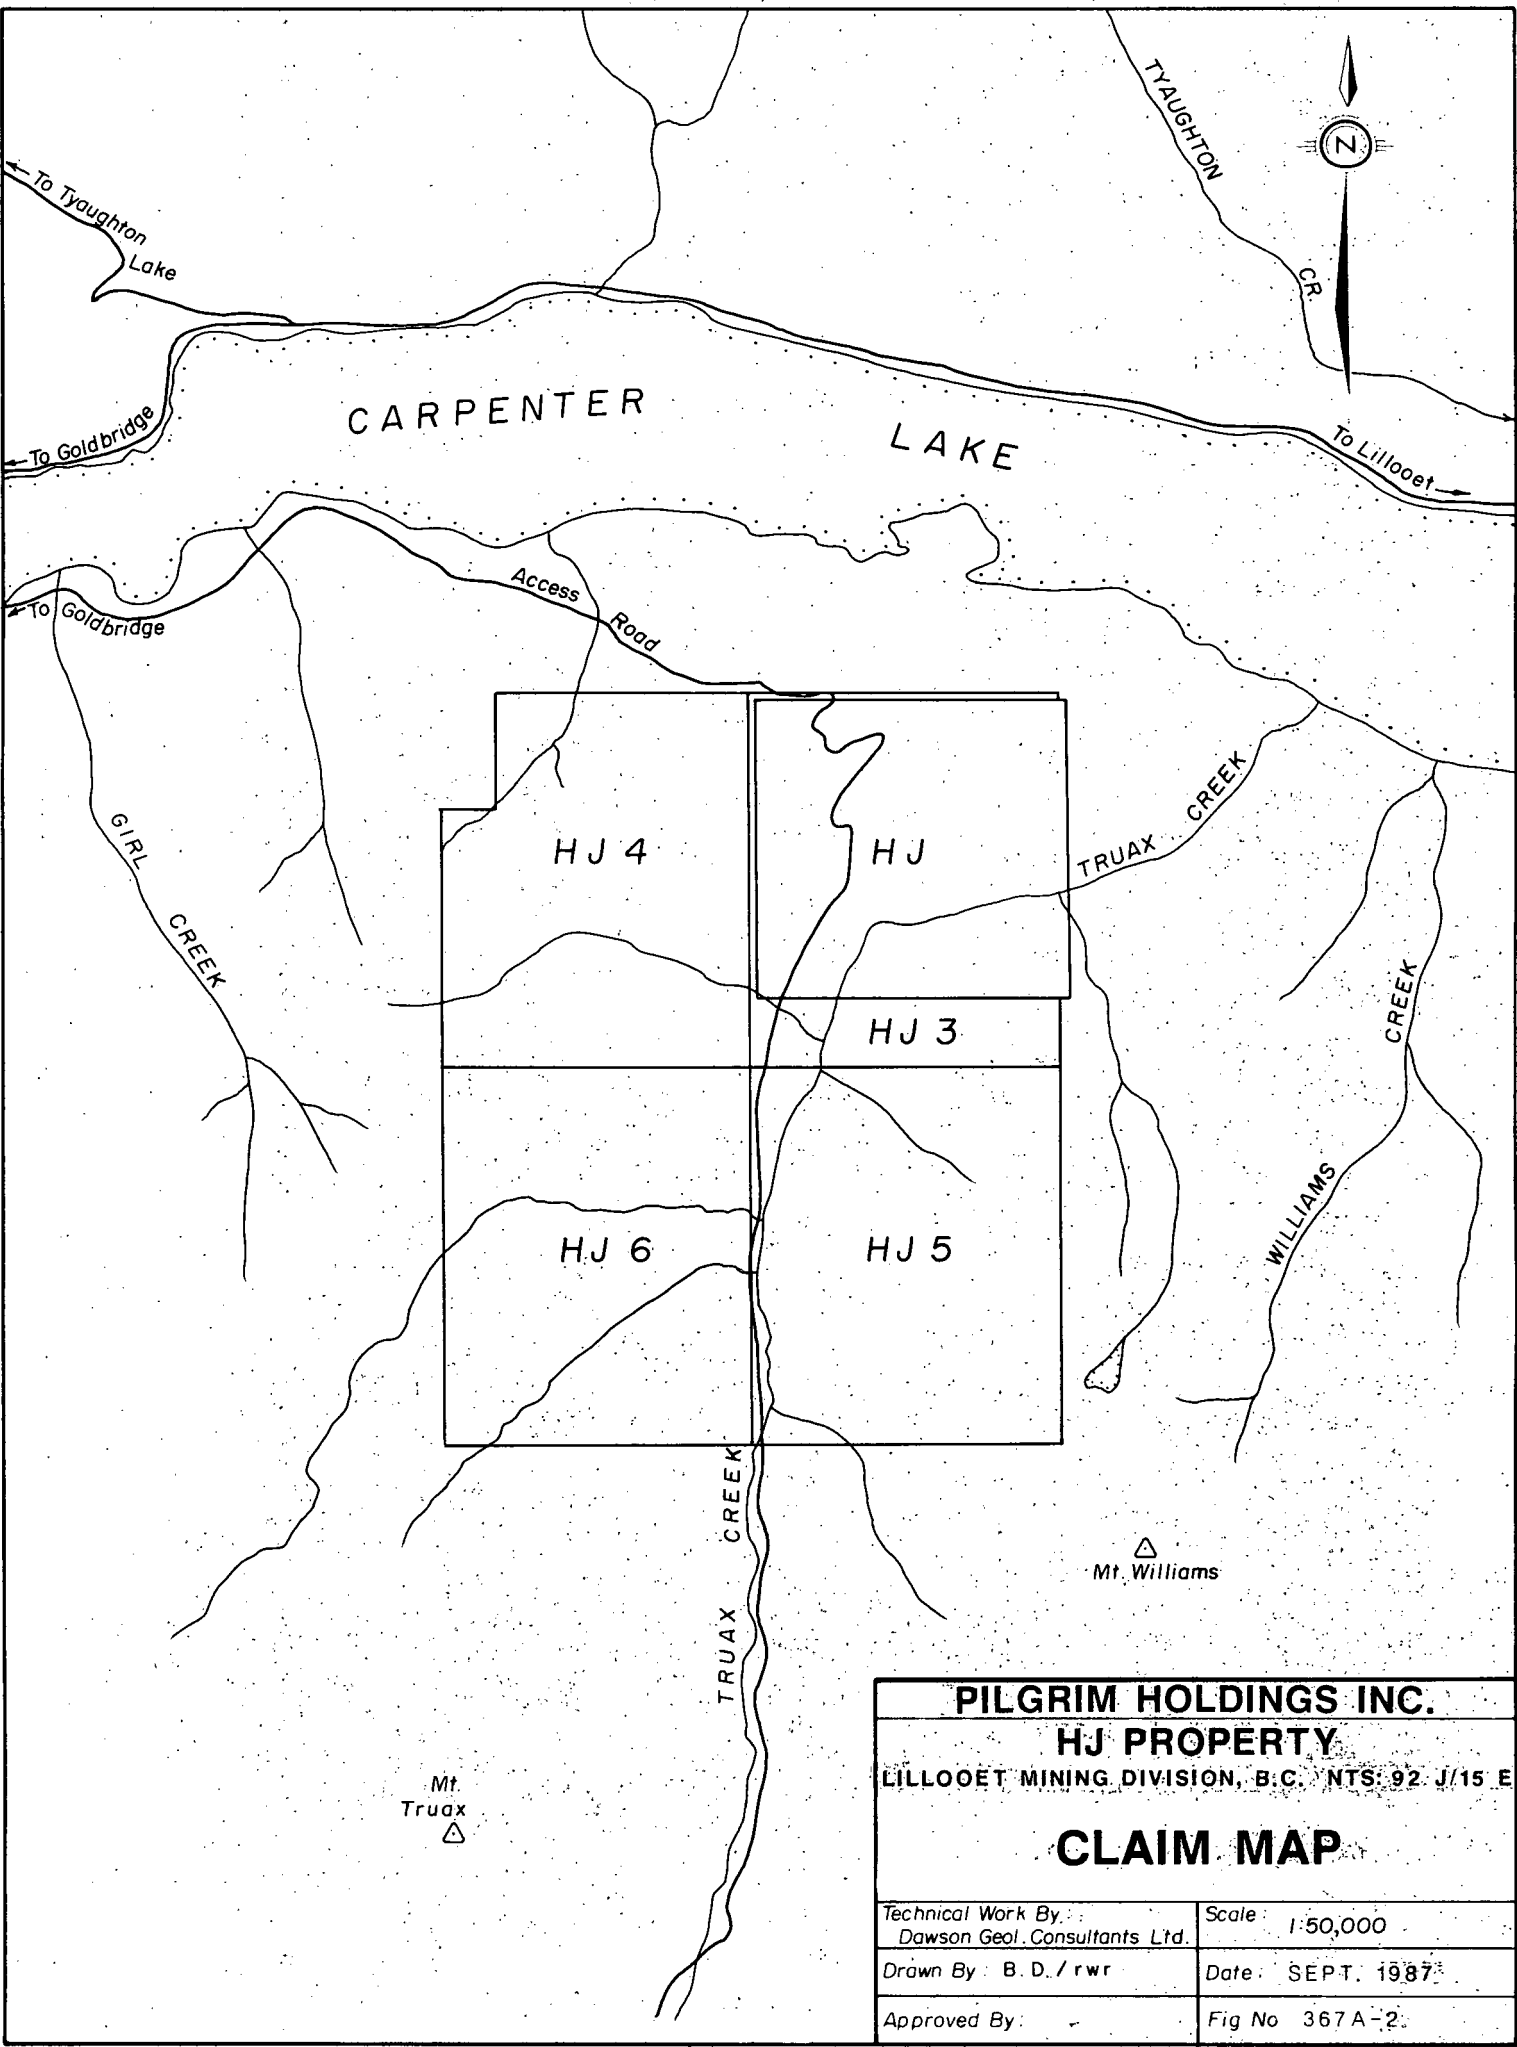 TYAUGHTON
CR.
N
To Tyaughton
Lake
CARPENTER
LAKE
To Goldbridge
To Lillooet
To Goldbridge
Access
Road
GIRL
CREEK
HJ 4
HJ
TRUAX
CREEK
HJ 3
CREEK
WILLIAMS
HJ 6
HJ 5
TRUAX CREEK
Mt. Williams
Mt.
Truax
PILGRIM HOLDINGS INC.
HJ PROPERTY
LILLOOET MINING DIVISION, B.C. NTS: 92 J/15 E
CLAIM MAP
Technical Work By:
Dawson Geol. Consultants Ltd.
Scale: 1:50,000
Drawn By: B.D./rwr
Date: SEPT. 1987
Approved By:
Fig No 367A-2